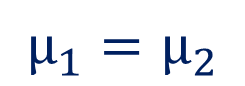 μ₁ = μ₂